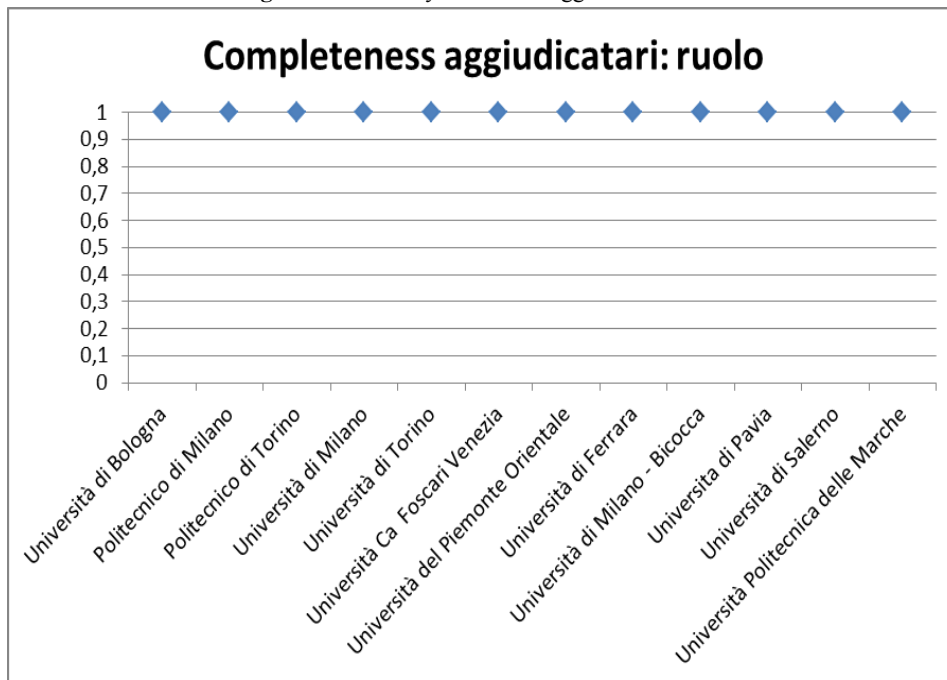 Completeness aggiudicatari: ruolo
1
0,9
0,8
0,7
0,6
0,5
0,4
0,3
0,2
0,1
0
Università di Bologna
Politecnico di Milano
Politecnico di Torino
Università di Milano
Università di Torino
Università Ca Foscari Venezia
Università del Piemonte Orientale
Università di Ferrara
Università di Milano - Bicocca
Universita di Pavia
Università di Salerno
Università Politecnica delle Marche